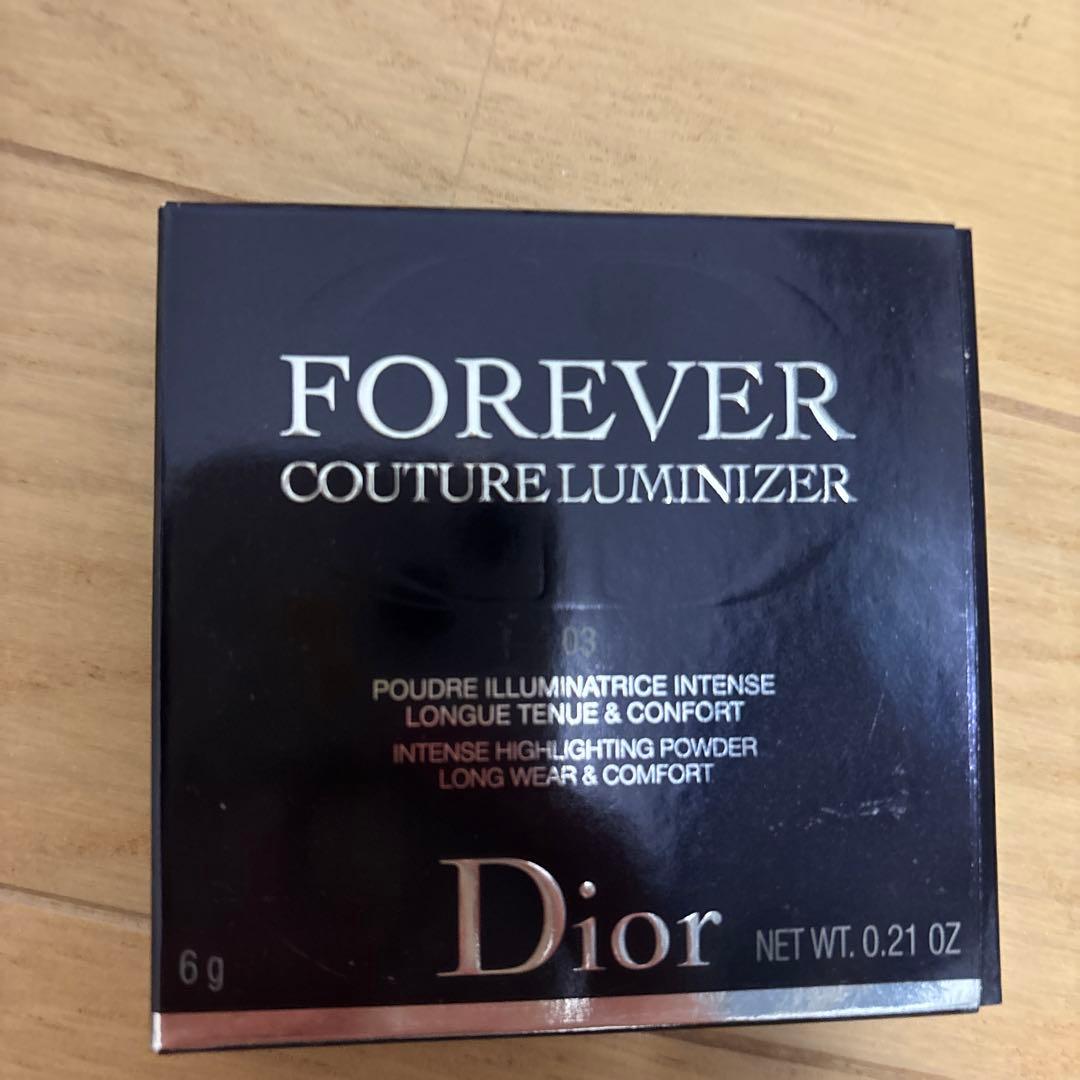 FOREVER
COUTURE LUMINIZER
03
POUDRE ILLUMINATRICE INTENSE
LONGUE TENUE & CONFORT
INTENSE HIGHLIGHTING POWDER
LONG WEAR & COMFORT
Dior
6 g
NET WT. 0.21 OZ